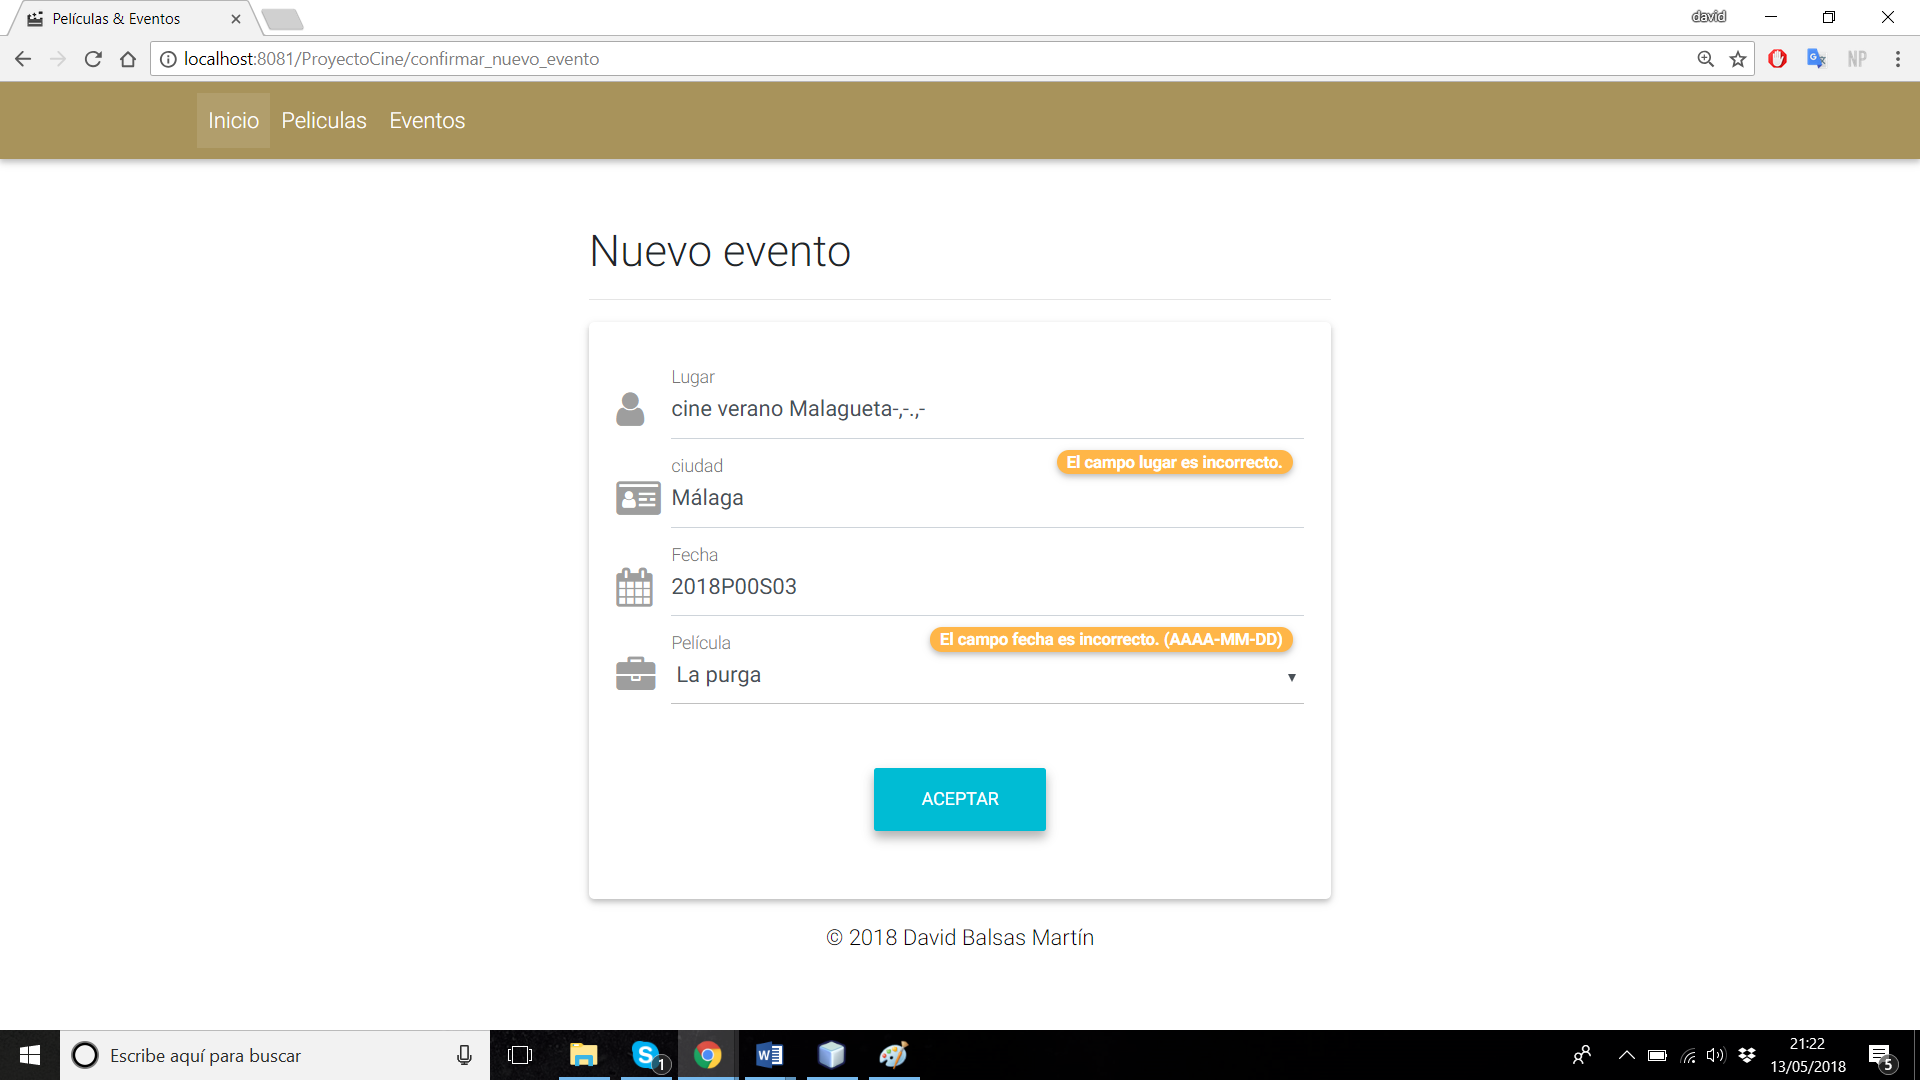 Películas & Eventos
david
localhost:8081/ProyectoCine/confirmar_nuevo_evento
NP
Inicio Peliculas Eventos
Nuevo evento
Lugar
cine verano Malagueta-,-.,-
El campo lugar es incorrecto.
ciudad
Málaga
Fecha
2018P00S03
El campo fecha es incorrecto. (AAAA-MM-DD)
Película
La purga
ACEPTAR
© 2018 David Balsas Martín
Escribe aquí para buscar
1
21:22
13/05/2018
5